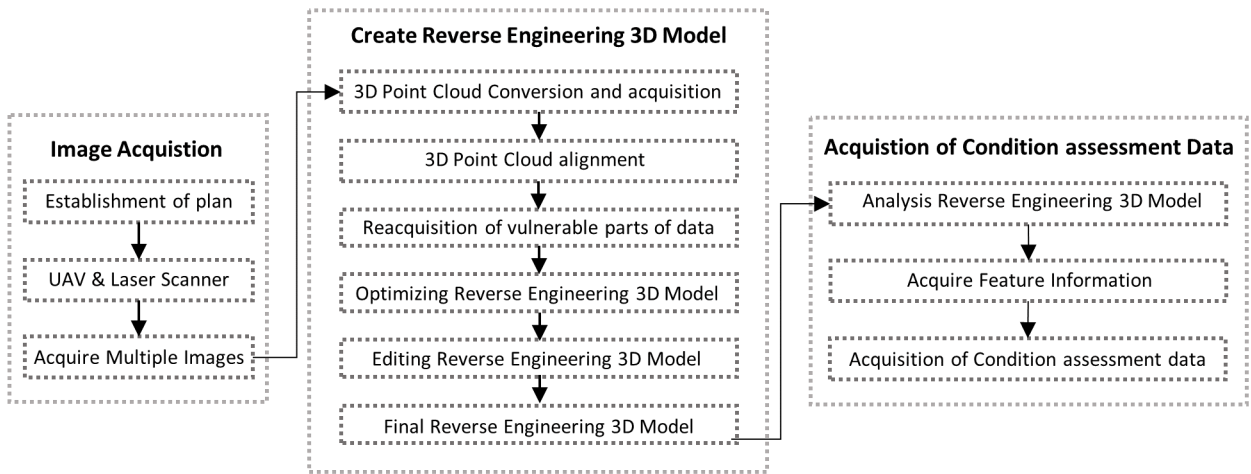 Image Acquistion
Establishment of plan
UAV & Laser Scanner
Acquire Multiple Images
Create Reverse Engineering 3D Model
3D Point Cloud Conversion and acquisition
3D Point Cloud alignment
Reacquisition of vulnerable parts of data
Optimizing Reverse Engineering 3D Model
Editing Reverse Engineering 3D Model
Final Reverse Engineering 3D Model
Acquistion of Condition assessment Data
Analysis Reverse Engineering 3D Model
Acquire Feature Information
Acquisition of Condition assessment data